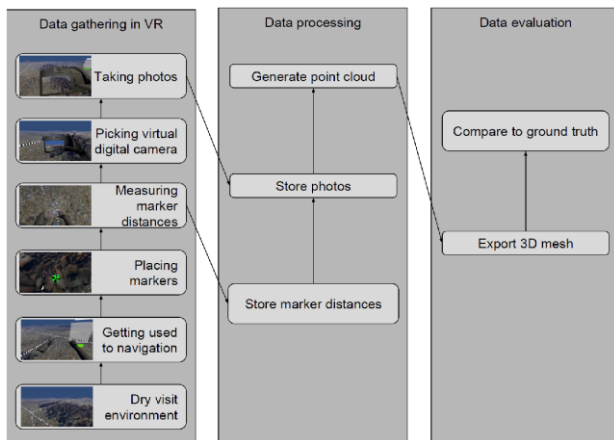 Data gathering in VR
Taking photos
Picking virtual
digital camera
Measuring
marker
distances
Placing
markers
Getting used
to navigation
Dry visit
environment
Data processing
Generate point cloud
Store photos
Store marker distances
Data evaluation
Compare to ground truth
Export 3D mesh